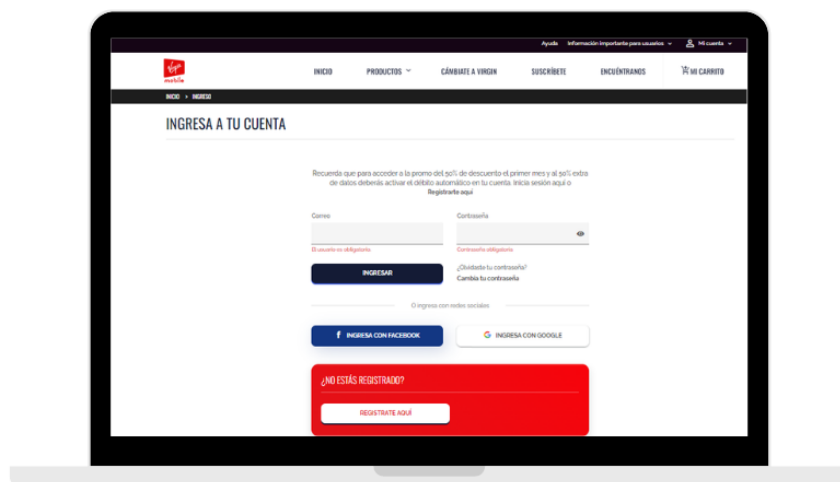 Ayuda Información importante para usuarios Mi cuenta
Virgin
mobile
INICIO PRODUCTOS CÁMBIATE A VIRGIN SUSCRÍBETE ENCUÉNTRANOS MI CARRITO
INICIO > INGRESO
INGRESA A TU CUENTA
Recuerda que para acceder a la promo del 50% de descuento el primer mes y al 50% extra
de datos deberás activar el débito automático en tu cuenta. Inicia sesión aquí o
Regístrarte aquí
Correo Contraseña
El usuario es obligatorio Contraseña obligatoria
INGRESAR
¿Olvidaste tu contraseña?
Cambia tu contraseña
O ingresa con redes sociales
f INGRESA CON FACEBOOK G INGRESA CON GOOGLE
¿NO ESTÁS REGISTRADO?
REGISTRATE AQUÍ